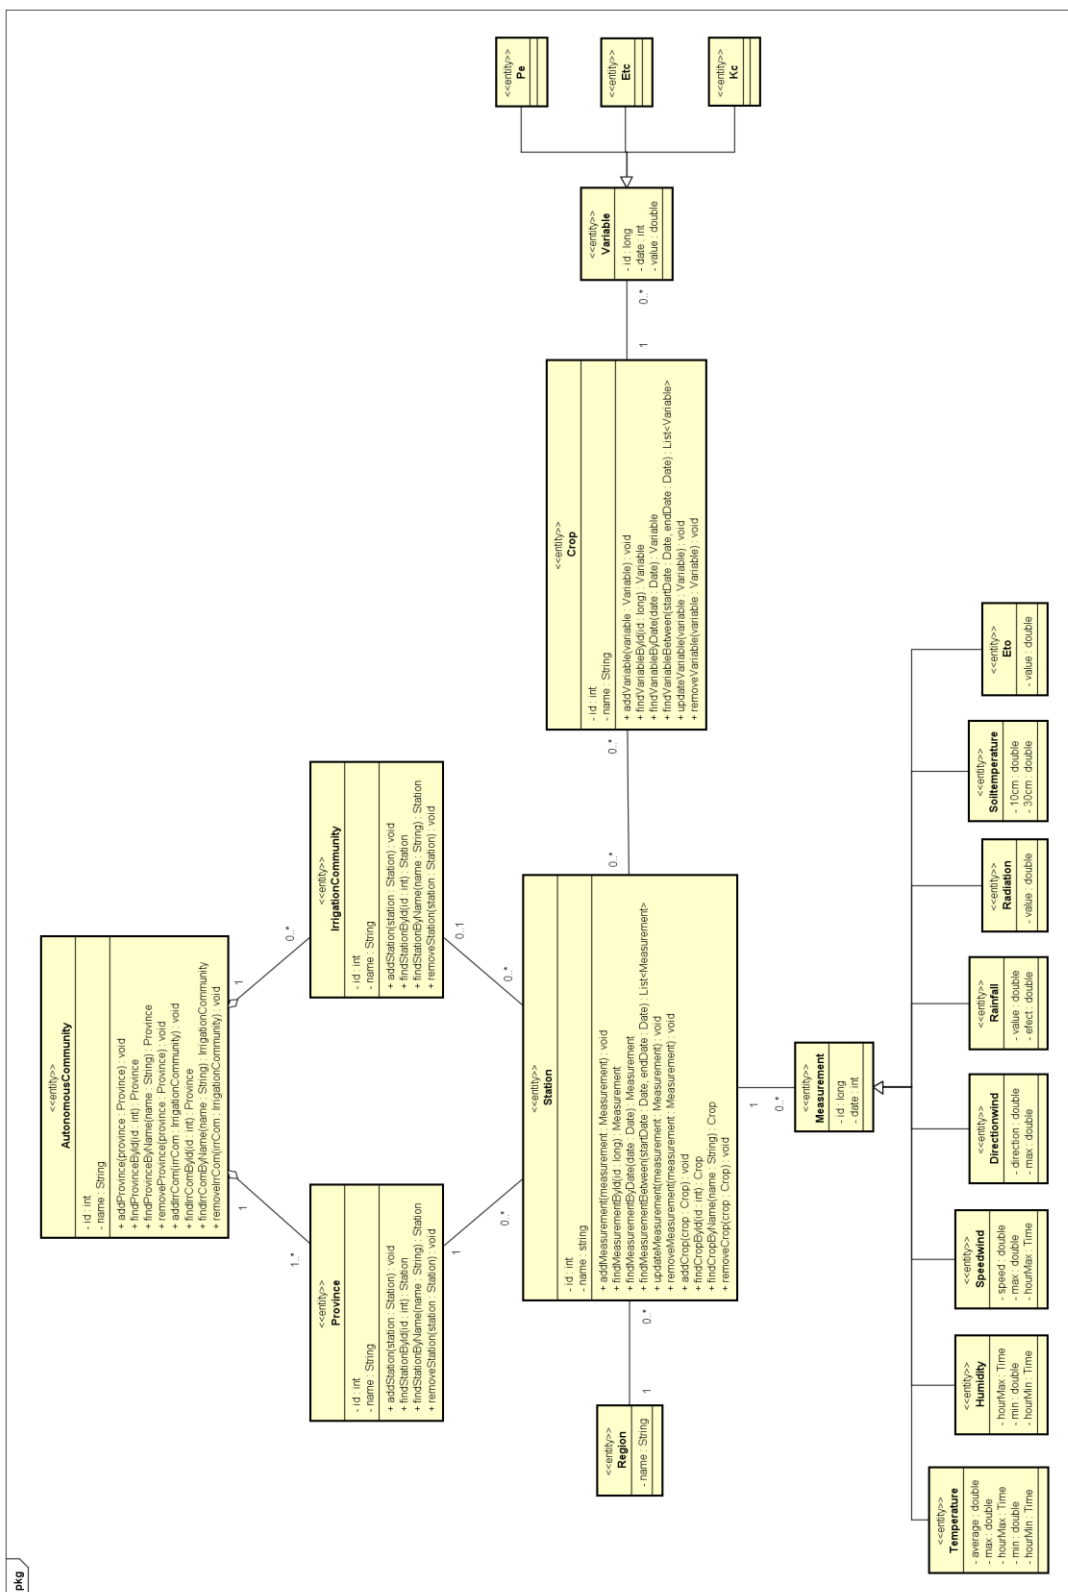 pkg
<<entity>>
AutonomousCommunity
- id : int
- name : String
+ addProvince(province : Province) : void
+ findProvinceById(id : int) : Province
+ findProvinceByName(name : String) : Province
+ removeProvince(province : Province) : void
+ addIrrCom(irrCom : IrrigationCommunity) : void
+ findIrrComById(id : int) : Province
+ findIrrComByName(name : String) : IrrigationCommunity
+ removeIrrCom(irrCom : IrrigationCommunity) : void
1
1
1..*
0..*
<<entity>>
Province
- id : int
- name : String
+ addStation(station : Station) : void
+ findStationById(id : int) : Station
+ findStationByName(name : String) : Station
+ removeStation(station : Station) : void
<<entity>>
IrrigationCommunity
- id : int
- name : String
+ addStation(station : Station) : void
+ findStationById(id : int) : Station
+ findStationByName(name : String) : Station
+ removeStation(station : Station) : void
1
0..1
0..*
0..*
<<entity>>
Region
- name : String
1
0..*
<<entity>>
Station
- id : int
- name : string
+ addMeasurement(measurement : Measurement) : void
+ findMeasurementById(id : long) : Measurement
+ findMeasurementByDate(date : Date) : Measurement
+ findMeasurementBetween(startDate : Date, endDate : Date) : List<Measurement>
+ updateMeasurement(measurement : Measurement) : void
+ removeMeasurement(measurement : Measurement) : void
+ addCrop(crop : Crop) : void
+ findCropById(id : int) : Crop
+ findCropByName(name : String) : Crop
+ removeCrop(crop : Crop) : void
0..*
0..*
<<entity>>
Crop
- id : int
- name : String
+ addVariable(variable : Variable) : void
+ findVariableById(id : long) : Variable
+ findVariableByDate(date : Date) : Variable
+ findVariableBetween(startDate : Date, endDate : Date) : List<Variable>
+ updateVariable(variable : Variable) : void
+ removeVariable(variable : Variable) : void
1
0..*
<<entity>>
Variable
- id : long
- date : int
- value : double
<<entity>>
Pe
<<entity>>
Etc
<<entity>>
Kc
1
0..*
<<entity>>
Measurement
- id : long
- date : int
<<entity>>
Temperature
- average : double
- max : double
- hourMax : Time
- min : double
- hourMin : Time
<<entity>>
Humidity
- hourMax : Time
- min : double
- hourMin : Time
<<entity>>
Speedwind
- speed : double
- max : double
- hourMax : Time
<<entity>>
Directionwind
- direction : double
- max : double
<<entity>>
Rainfall
- value : double
- efect : double
<<entity>>
Radiation
- value : double
<<entity>>
Soiltemperature
- 10cm : double
- 30cm : double
<<entity>>
Eto
- value : double